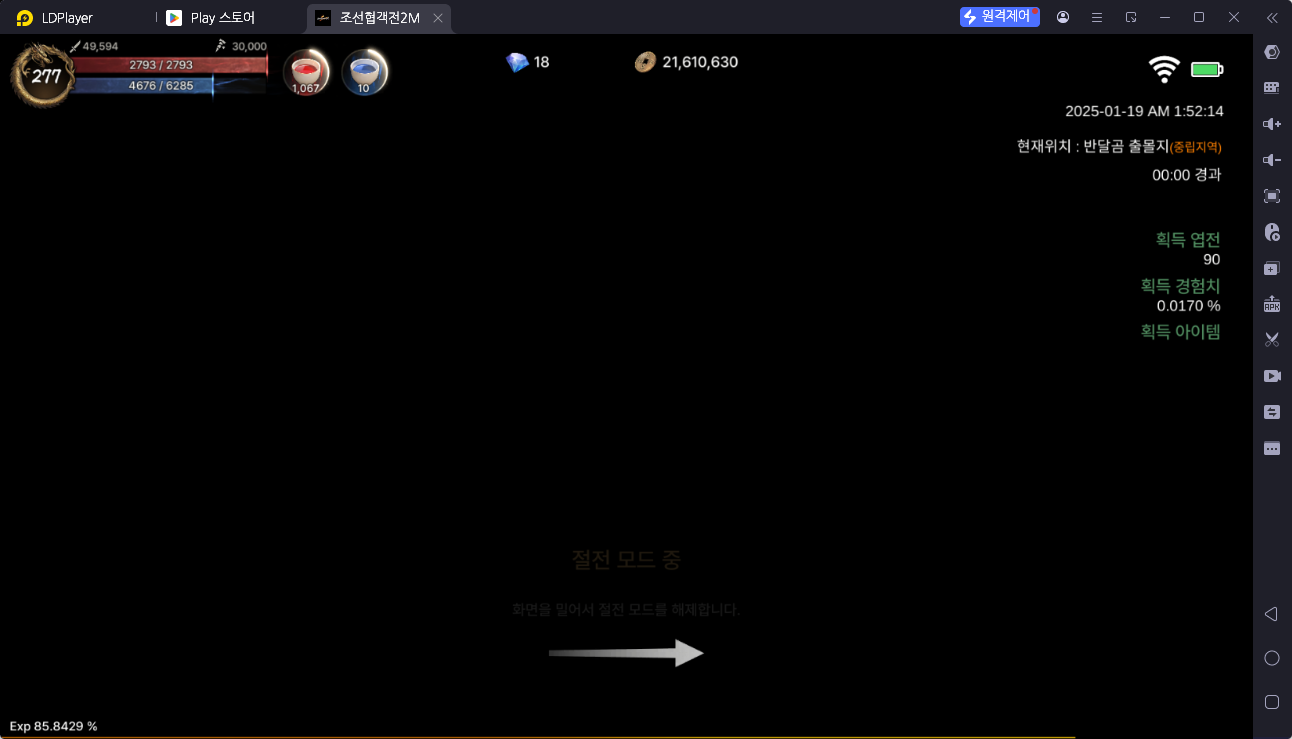 LDPlayer
Play 스토어
조선협객전2M
원격제어
49,594
30,000
277
2793 / 2793
4676 / 6285
1,067
10
18
21,610,630
2025-01-19 AM 1:52:14
현재위치 : 반달곰 출몰지(중립지역)
00:00 경과
획득 엽전
90
획득 경험치
0.0170 %
획득 아이템
절전 모드 중
화면을 밀어서 절전 모드를 해제합니다.
Exp 85.8429 %
APK